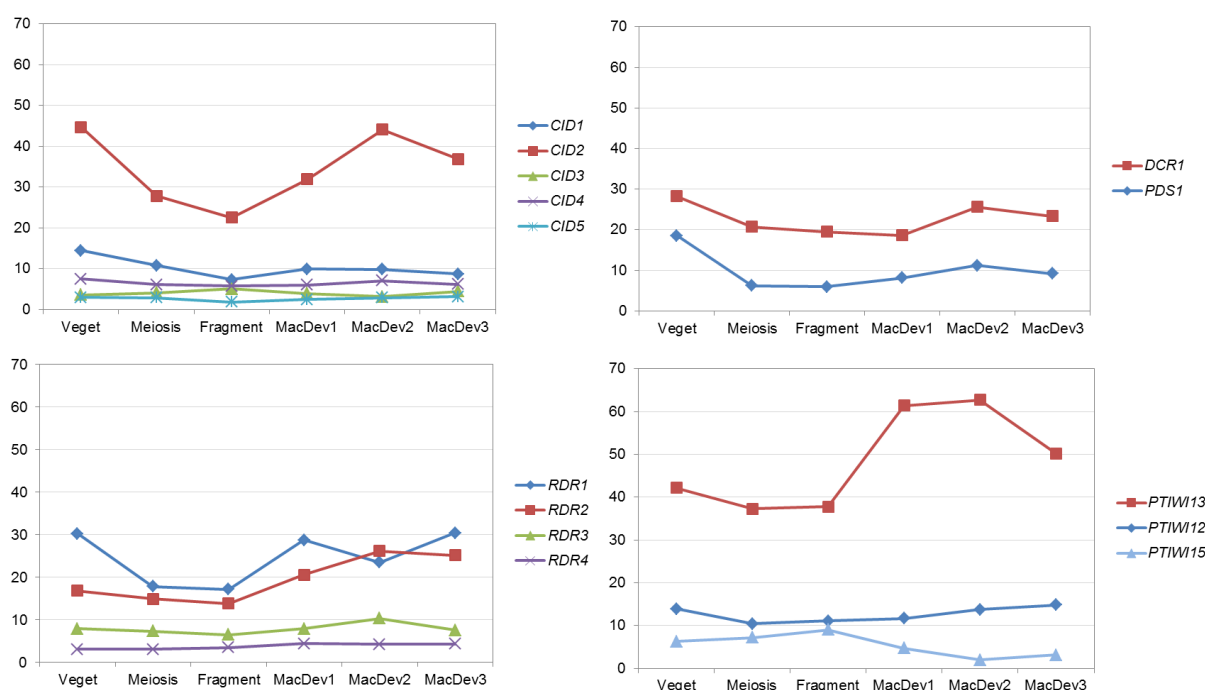 70
60
50
40
30
20
10
0
Veget Meiosis Fragment MacDev1 MacDev2 MacDev3
CID1
CID2
CID3
CID4
CID5
70
60
50
40
30
20
10
0
Veget Meiosis Fragment MacDev1 MacDev2 MacDev3
DCR1
PDS1
70
60
50
40
30
20
10
0
Veget Meiosis Fragment MacDev1 MacDev2 MacDev3
RDR1
RDR2
RDR3
RDR4
70
60
50
40
30
20
10
0
Veget Meiosis Fragment MacDev1 MacDev2 MacDev3
PTIWI13
PTIWI12
PTIWI15